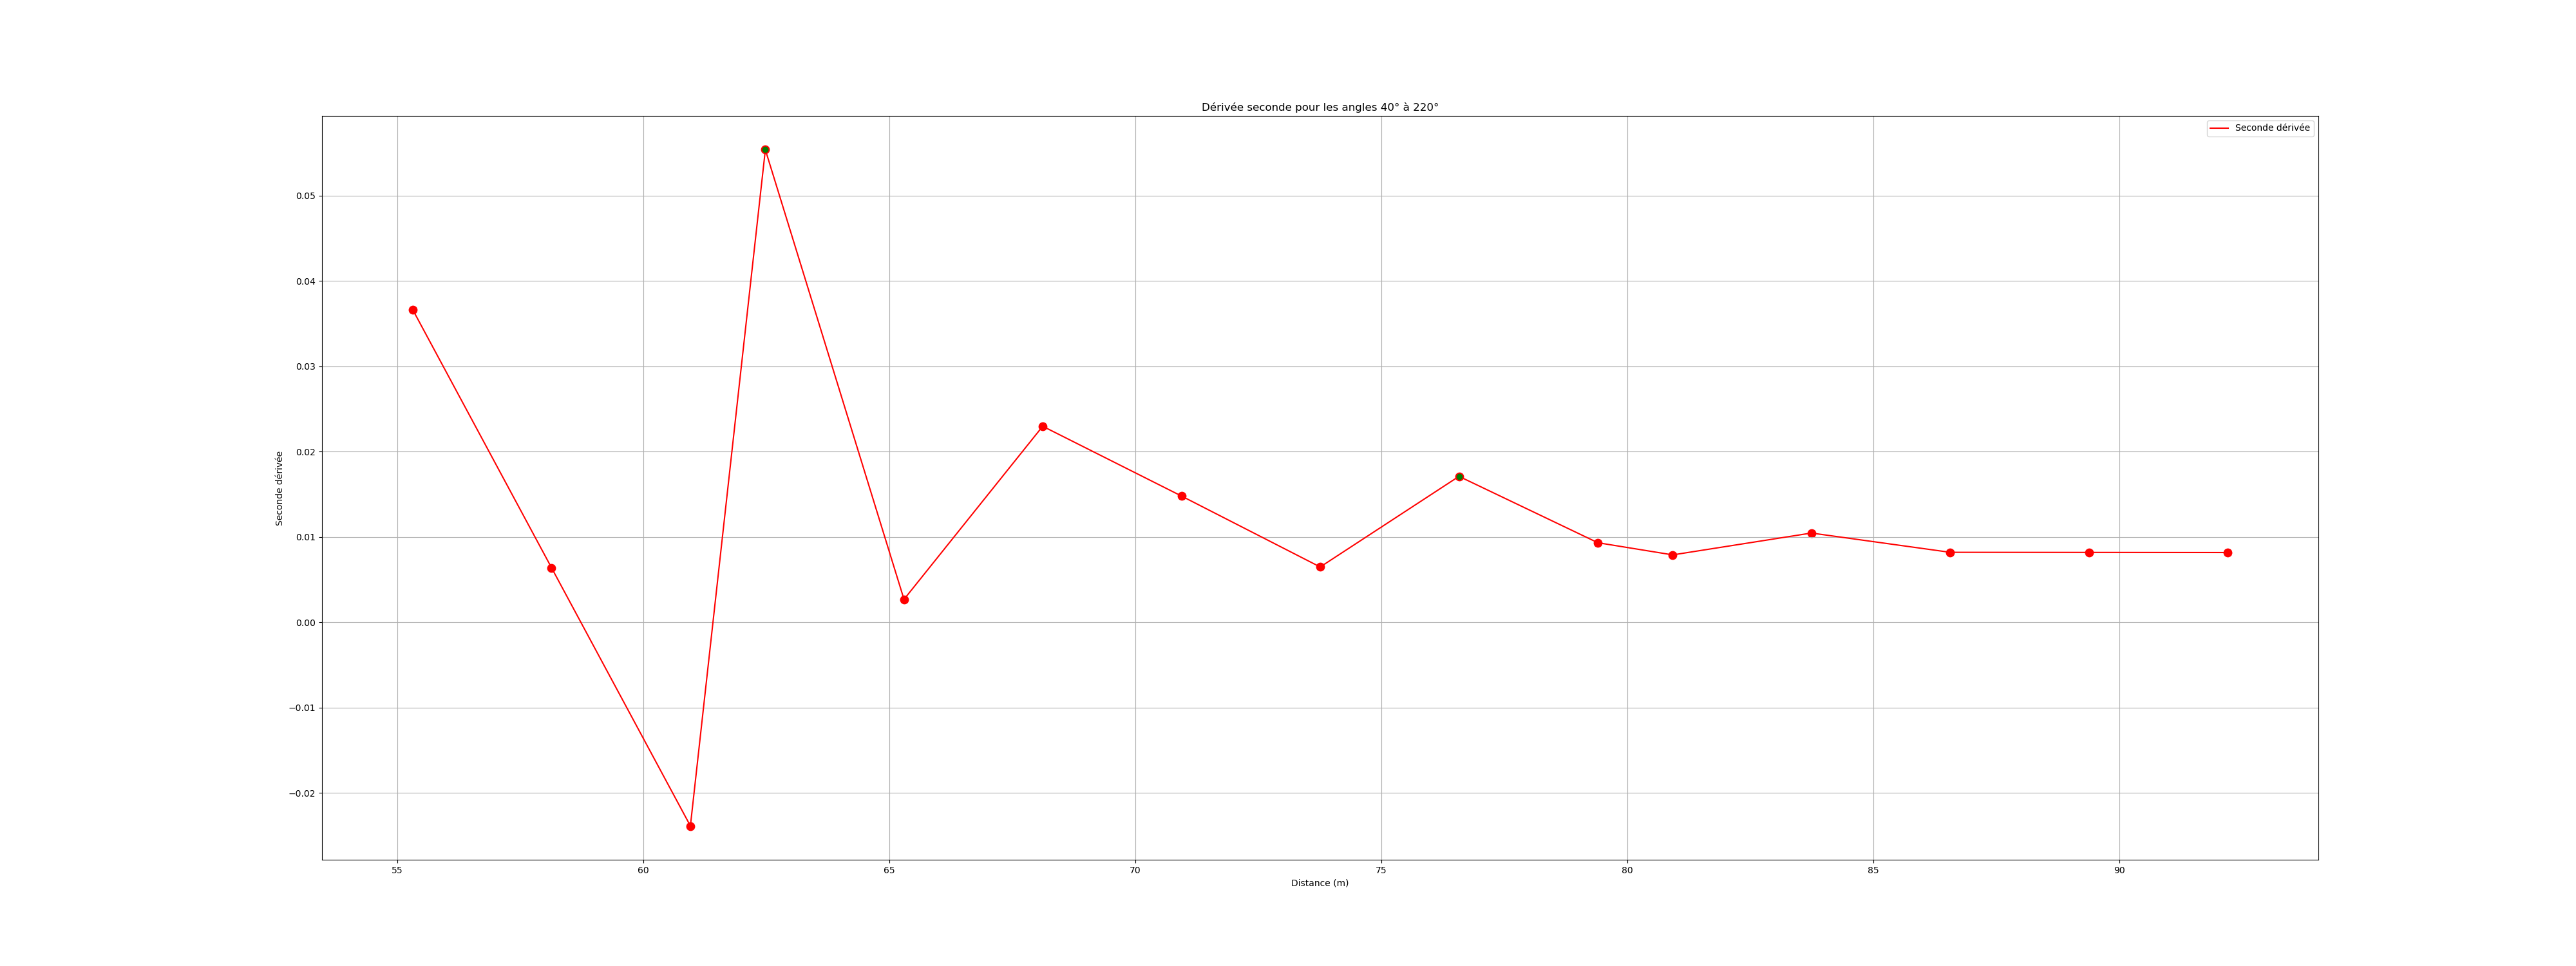 Dérivée seconde pour les angles 40° à 220°
Seconde dérivée
0.05
0.04
0.03
0.02
0.01
0.00
−0.01
−0.02
Seconde dérivée
55 60 65 70 75 80 85 90
Distance (m)